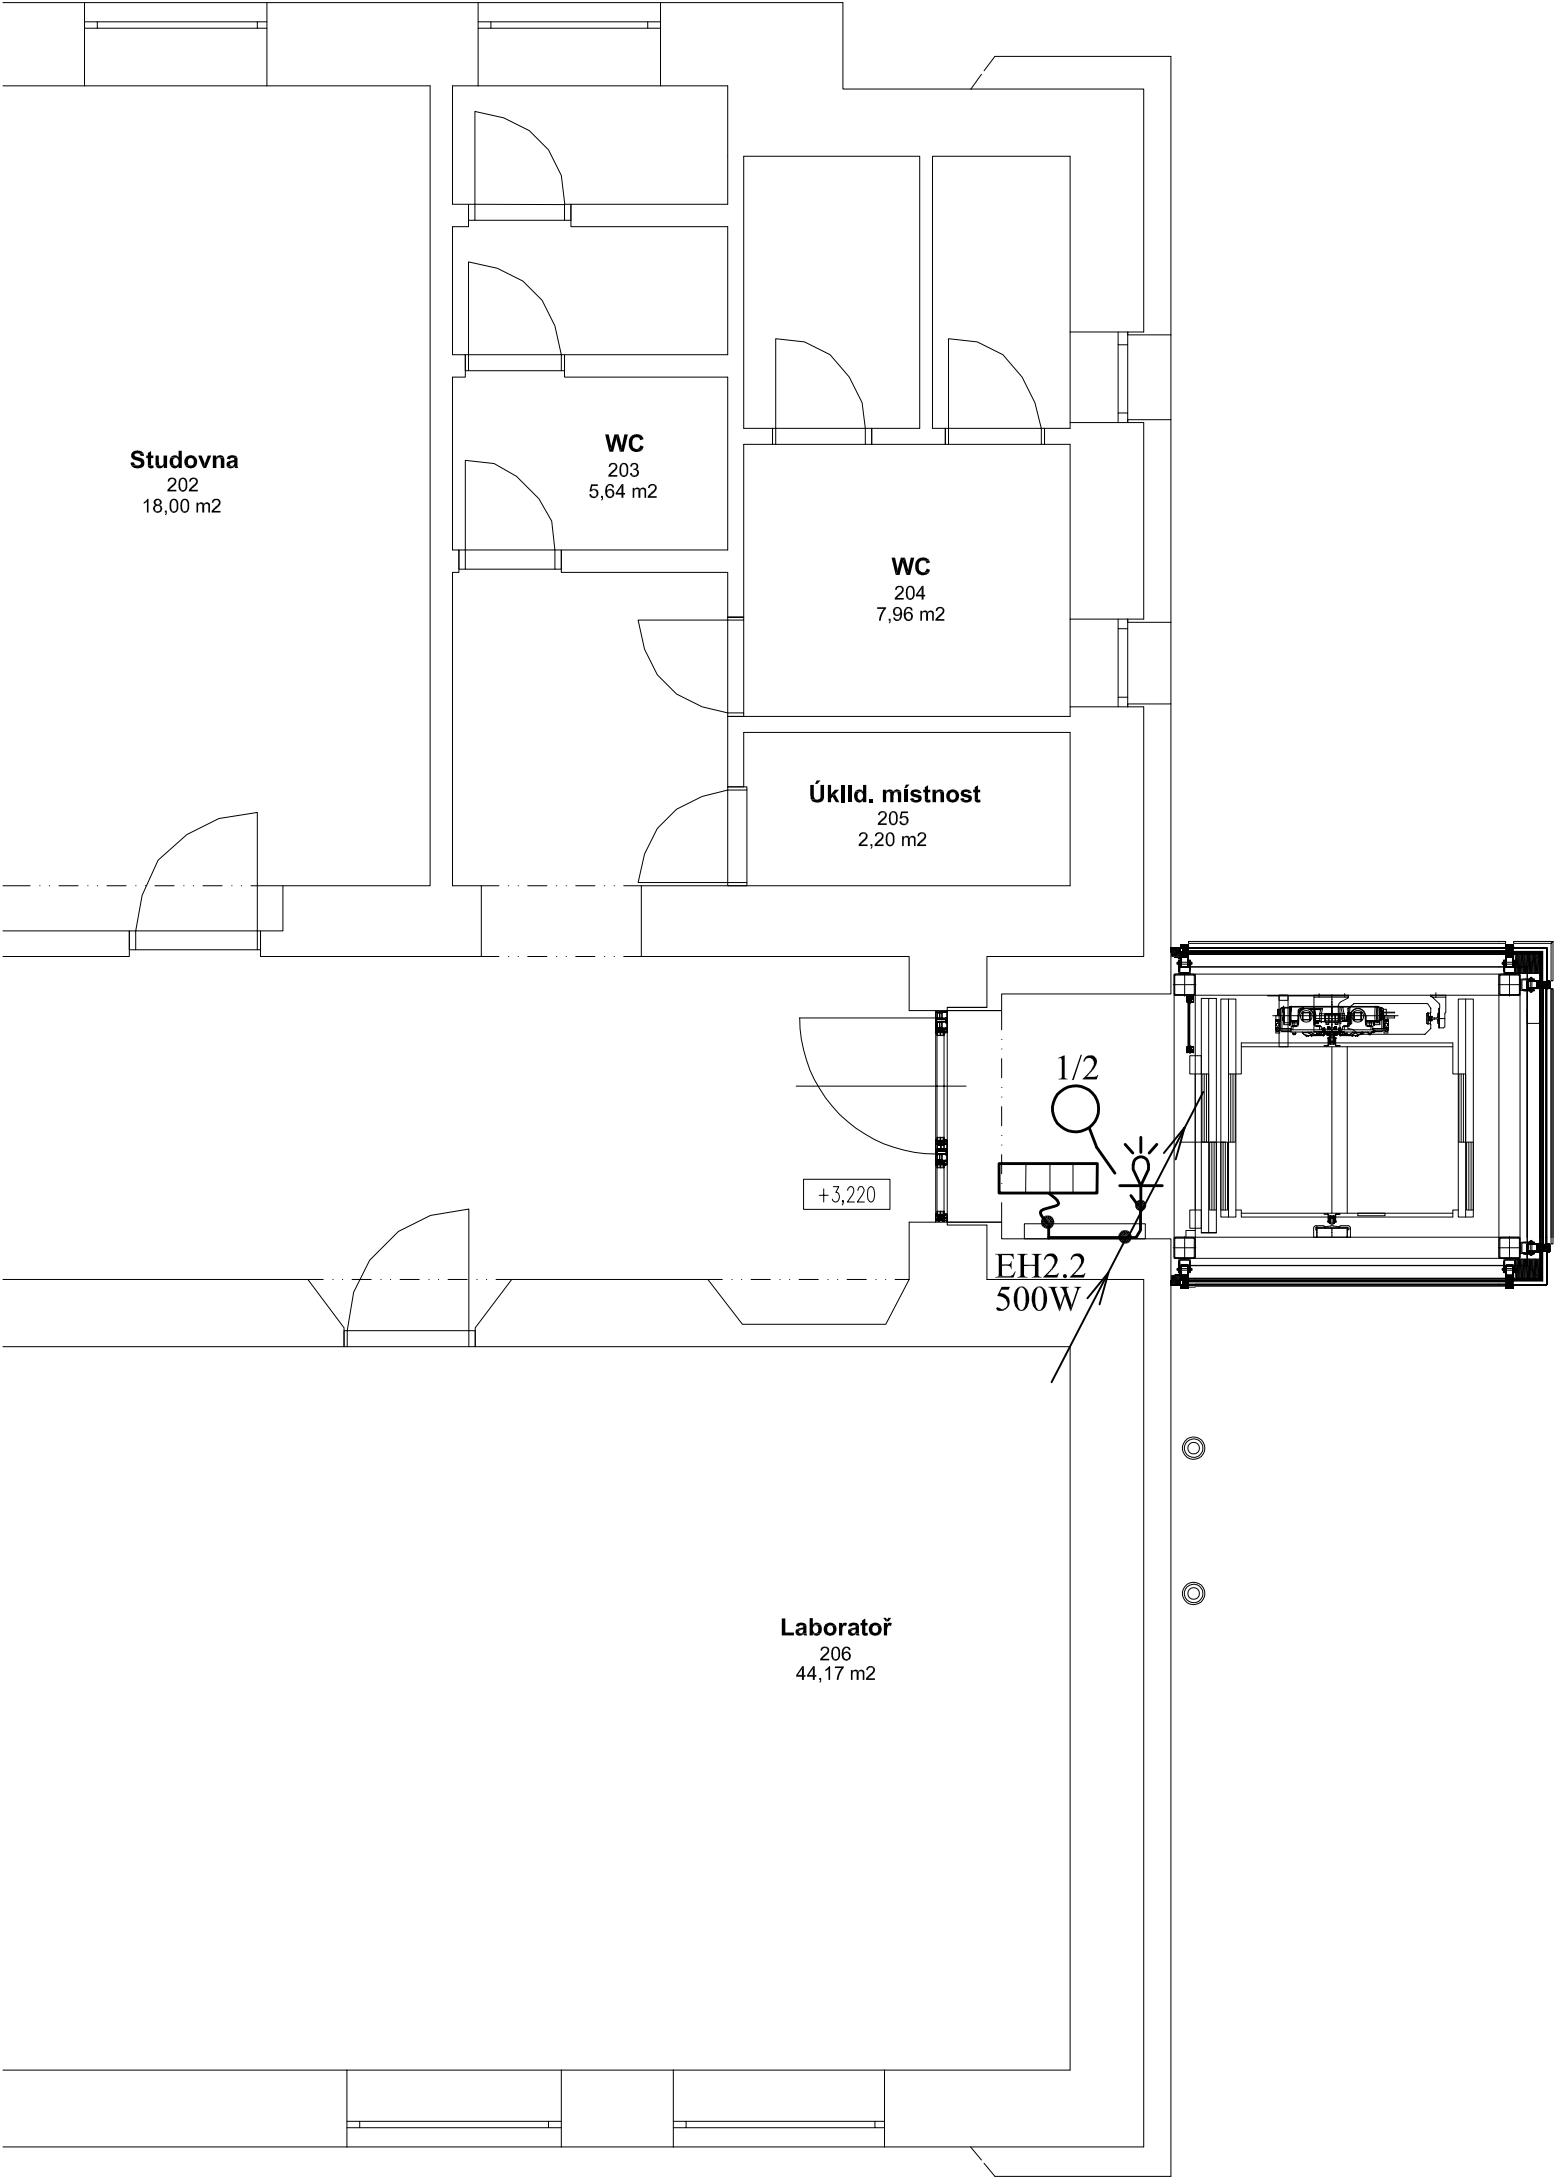 Studovna
202
18,00 m2
WC
203
5,64 m2
WC
204
7,96 m2
Úklid. místnost
205
2,20 m2
1/2
+3,220
EH2.2
500W
Laboratoř
206
44,17 m2